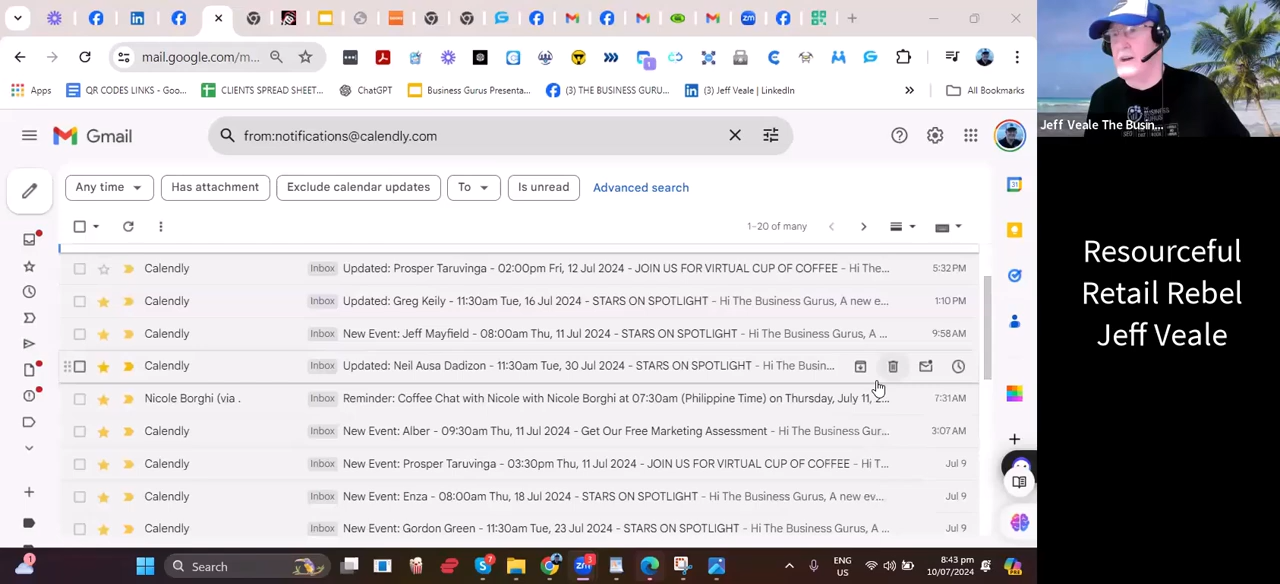 mail.google.com/m...
1
Apps
QR CODES LINKS - Goo...
CLIENTS SPREAD SHEET...
ChatGPT
Business Gurus Presenta...
(3) THE BUSINESS GURU...
(3) Jeff Veale | LinkedIn
All Bookmarks
Gmail
from:notifications@calendly.com
Any time
Has attachment
Exclude calendar updates
To
Is unread
Advanced search
1–20 of many
Calendly Inbox Updated: Prosper Taruvinga - 02:00pm Fri, 12 Jul 2024 - JOIN US FOR VIRTUAL CUP OF COFFEE - Hi The... 5:32 PM
Calendly Inbox Updated: Greg Keily - 11:30am Tue, 16 Jul 2024 - STARS ON SPOTLIGHT - Hi The Business Gurus, A new e... 1:10 PM
Calendly Inbox New Event: Jeff Mayfield - 08:00am Thu, 11 Jul 2024 - STARS ON SPOTLIGHT - Hi The Business Gurus, A ... 9:58 AM
Calendly Inbox Updated: Neil Ausa Dadizon - 11:30am Tue, 30 Jul 2024 - STARS ON SPOTLIGHT - Hi The Busin...
Nicole Borghi (via . Inbox Reminder: Coffee Chat with Nicole with Nicole Borghi at 07:30am (Philippine Time) on Thursday, July 11, 2... 7:31 AM
Calendly Inbox New Event: Alber - 09:30am Thu, 11 Jul 2024 - Get Our Free Marketing Assessment - Hi The Business Gur... 3:07 AM
Calendly Inbox New Event: Prosper Taruvinga - 03:30pm Thu, 11 Jul 2024 - JOIN US FOR VIRTUAL CUP OF COFFEE - Hi T... Jul 9
Calendly Inbox New Event: Enza - 08:00am Thu, 18 Jul 2024 - STARS ON SPOTLIGHT - Hi The Business Gurus, A new ev... Jul 9
Calendly Inbox New Event: Gordon Green - 11:30am Tue, 23 Jul 2024 - STARS ON SPOTLIGHT - Hi The Business Gurus, A ... Jul 9
Jeff Veale The Busin...
Resourceful
Retail Rebel
Jeff Veale
Search
ENG
US
8:43 pm
10/07/2024